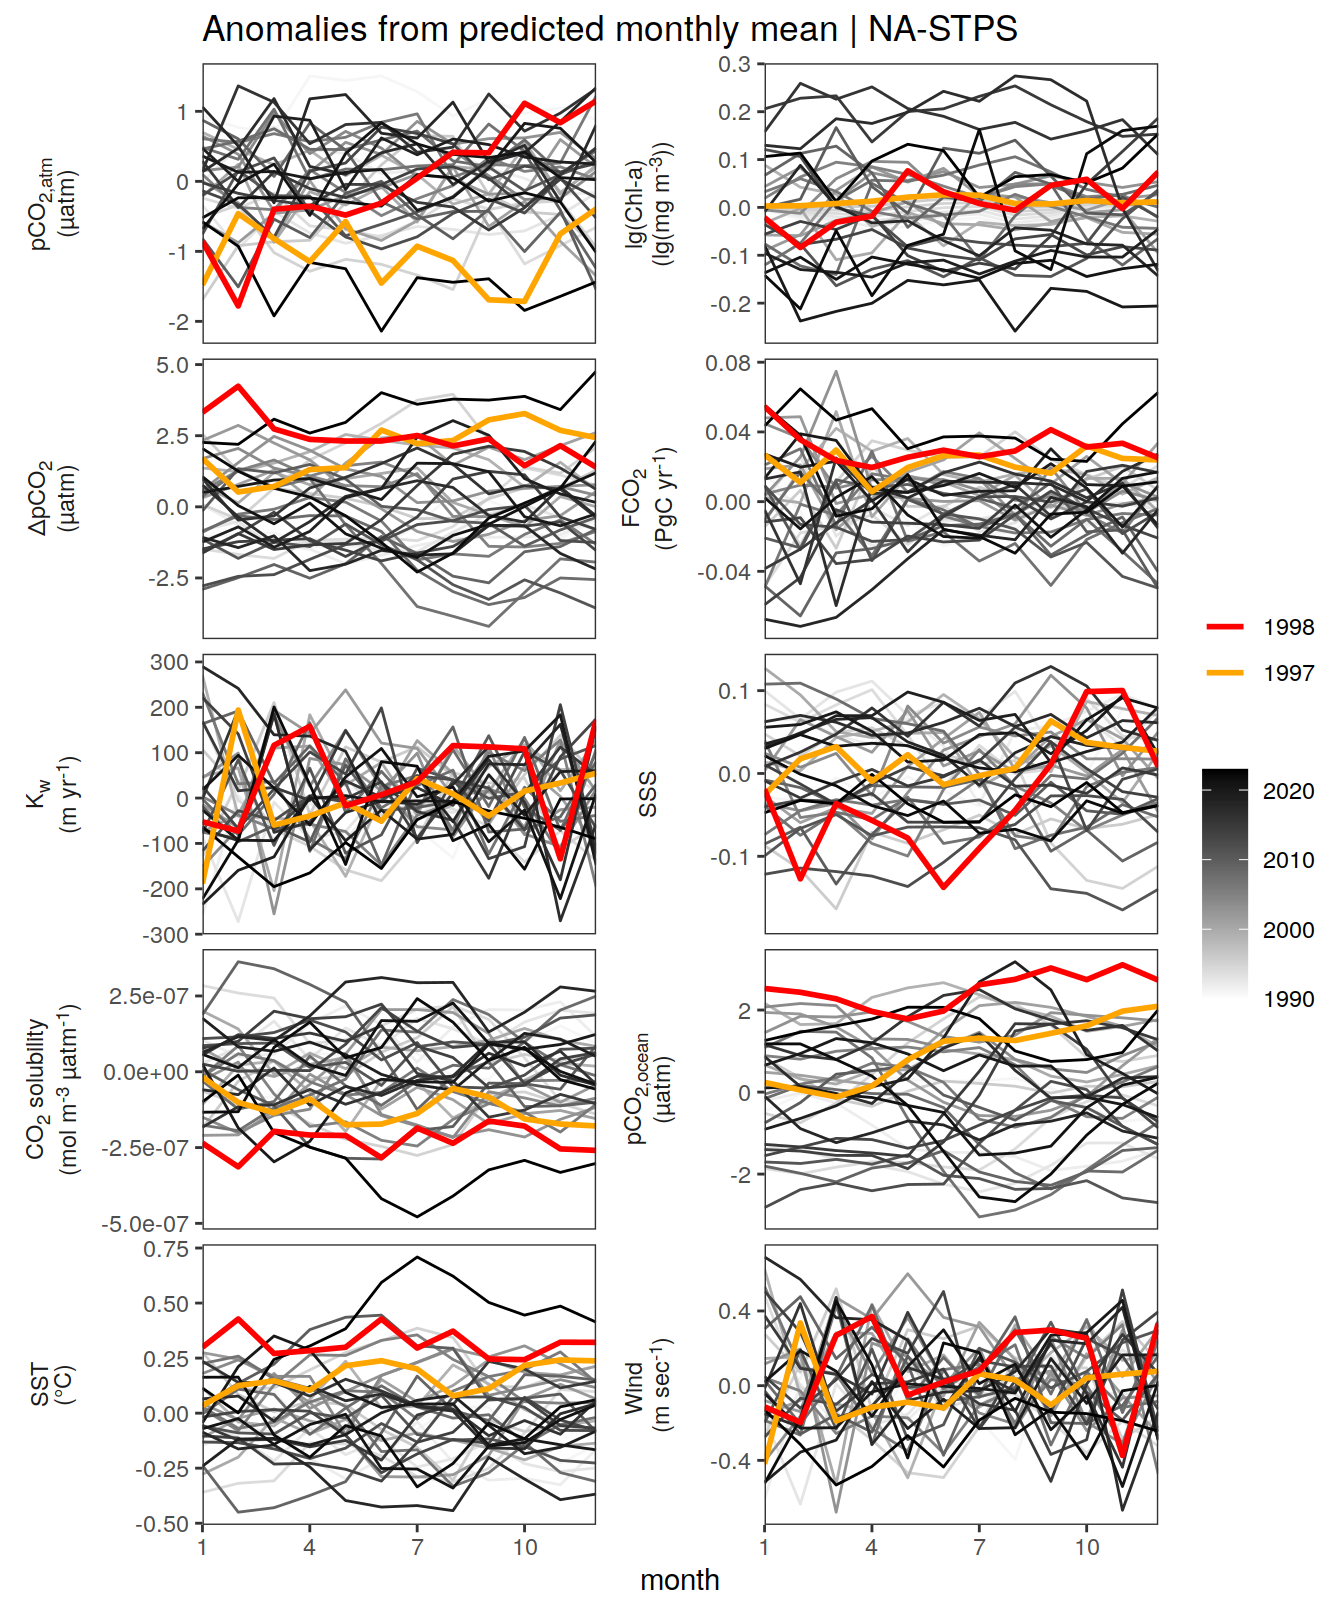 Anomalies from predicted monthly mean | NA-STPS
pCO2,atm
(µatm)
1
0
-1
-2
lg(Chl-a)
(lg(mg m-3))
0.3
0.2
0.1
0.0
-0.1
-0.2
ΔpCO2
(µatm)
5.0
2.5
0.0
-2.5
FCO2
(PgC yr-1)
0.08
0.04
0.00
-0.04
Kw
(m yr-1)
300
200
100
0
-100
-200
-300
SSS
0.1
0.0
-0.1
CO2 solubility
(mol m-3 µatm-1)
2.5e-07
0.0e+00
-2.5e-07
-5.0e-07
pCO2,ocean
(µatm)
2
0
-2
SST
(°C)
0.75
0.50
0.25
0.00
-0.25
-0.50
Wind
(m sec-1)
0.4
0.0
-0.4
1 4 7 10
1 4 7 10
month
1998
1997
2020
2010
2000
1990